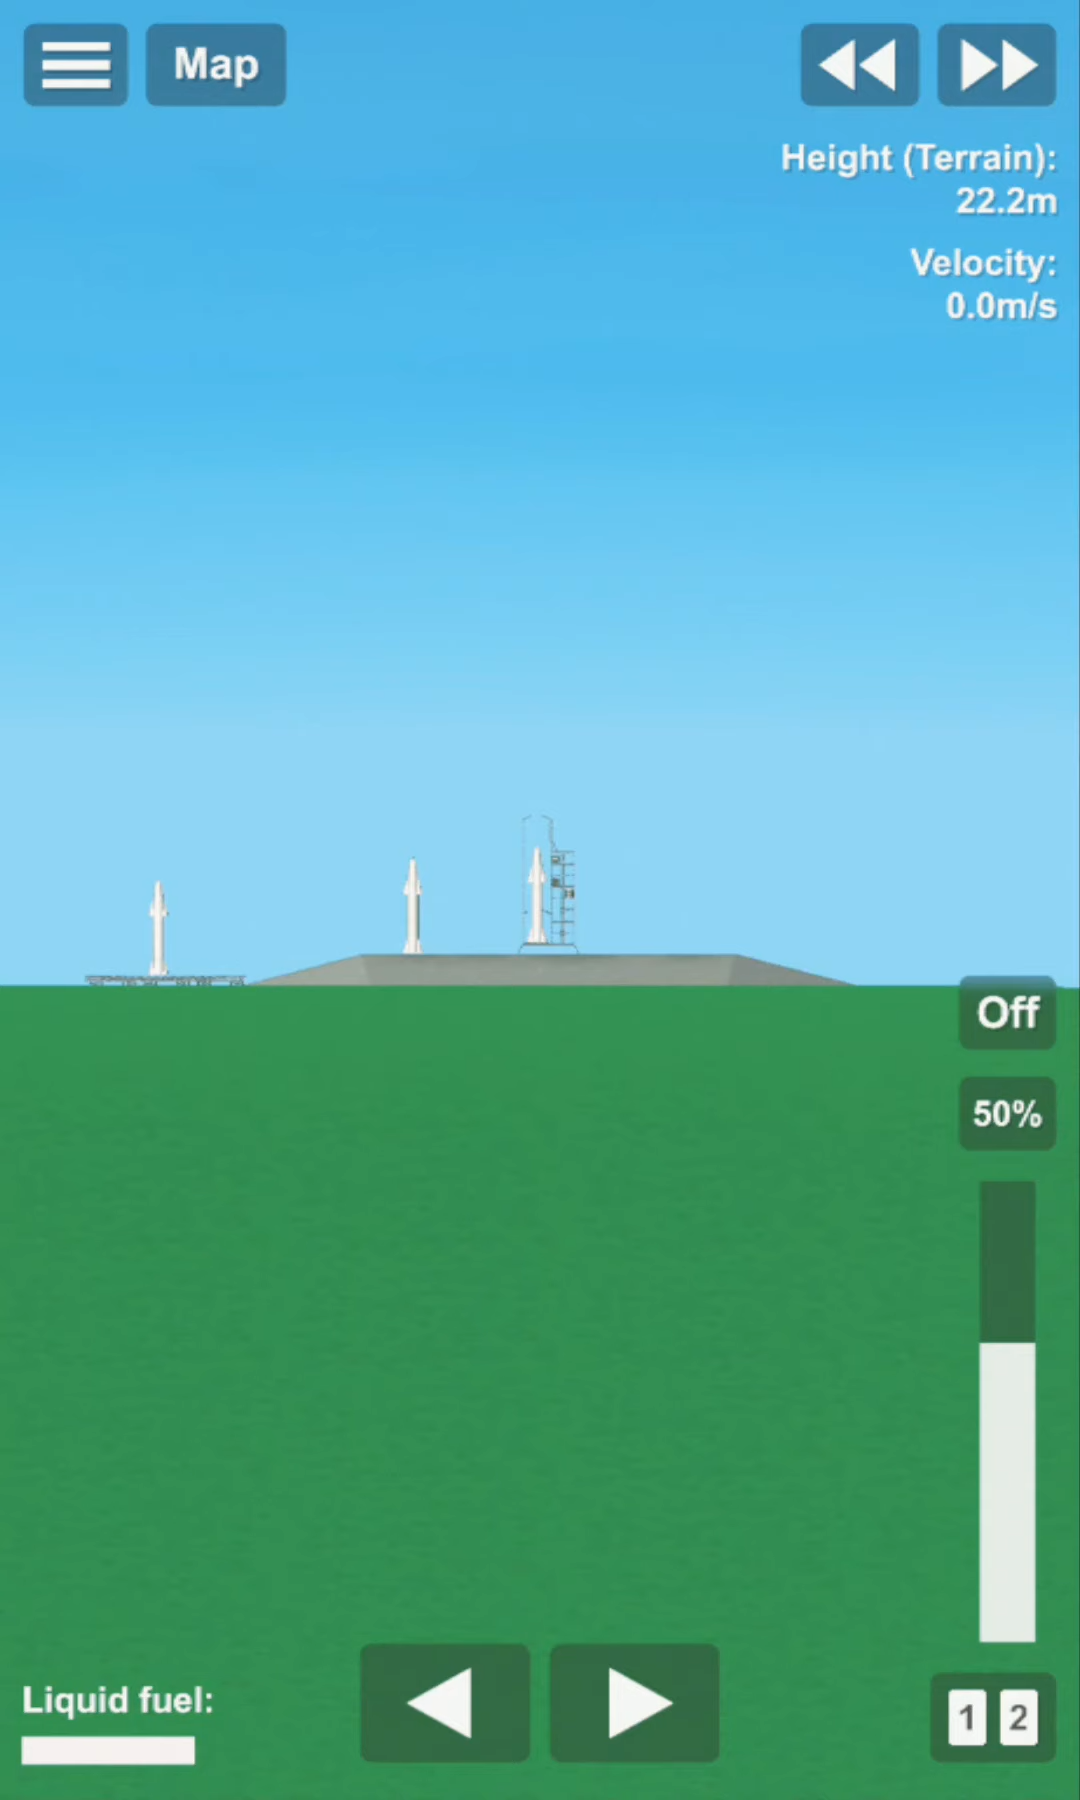 Map
Height (Terrain):
22.2m
Velocity:
0.0m/s
Off
50%
Liquid fuel:
1 2